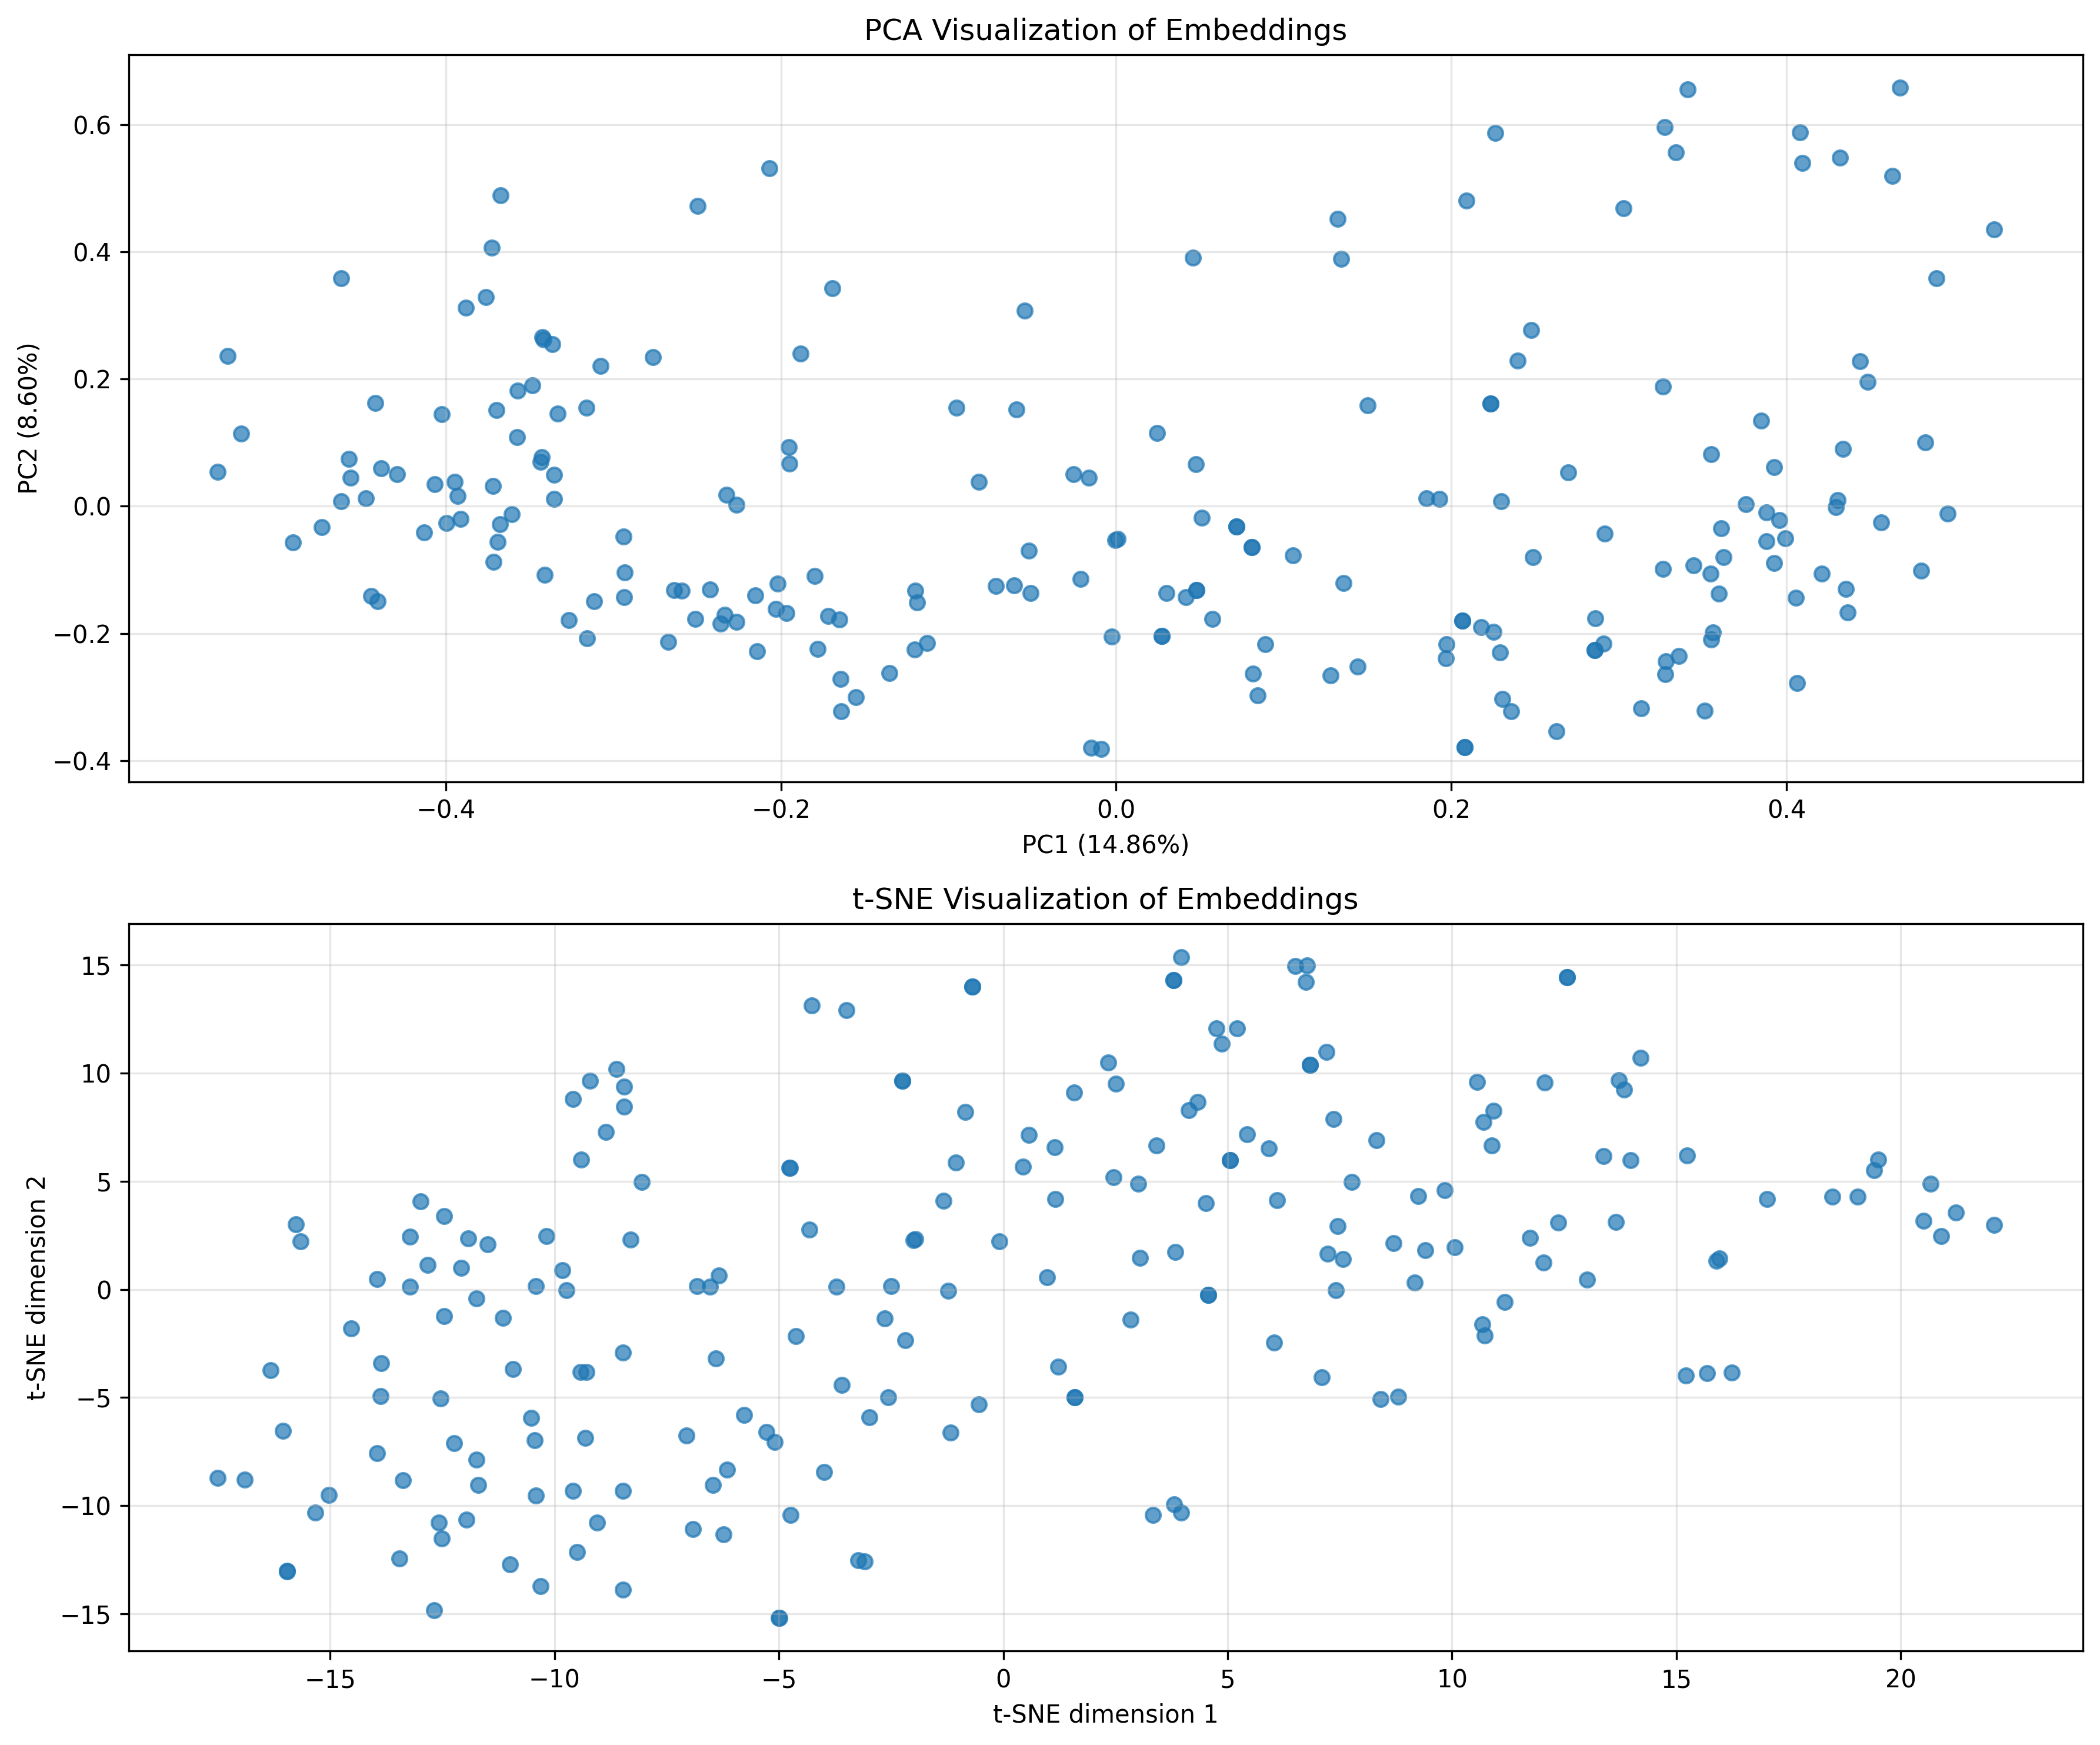 PCA Visualization of Embeddings
0.6
0.4
0.2
0.0
−0.2
−0.4
PC2 (8.60%)
−0.4 −0.2 0.0 0.2 0.4
PC1 (14.86%)
t-SNE Visualization of Embeddings
15
10
5
0
−5
−10
−15
t-SNE dimension 2
−15 −10 −5 0 5 10 15 20
t-SNE dimension 1